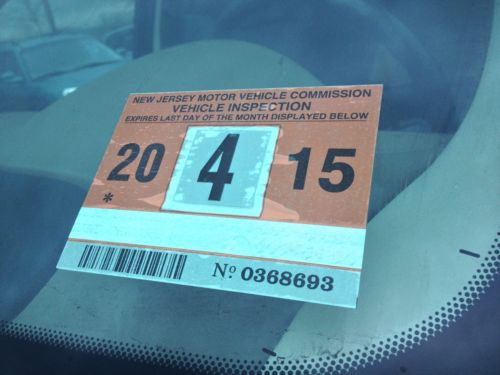 NEW JERSEY MOTOR VEHICLE COMMISSION
VEHICLE INSPECTION
EXPIRES LAST DAY OF THE MONTH DISPLAYED BELOW
20 4 15
*
Nº 0368693